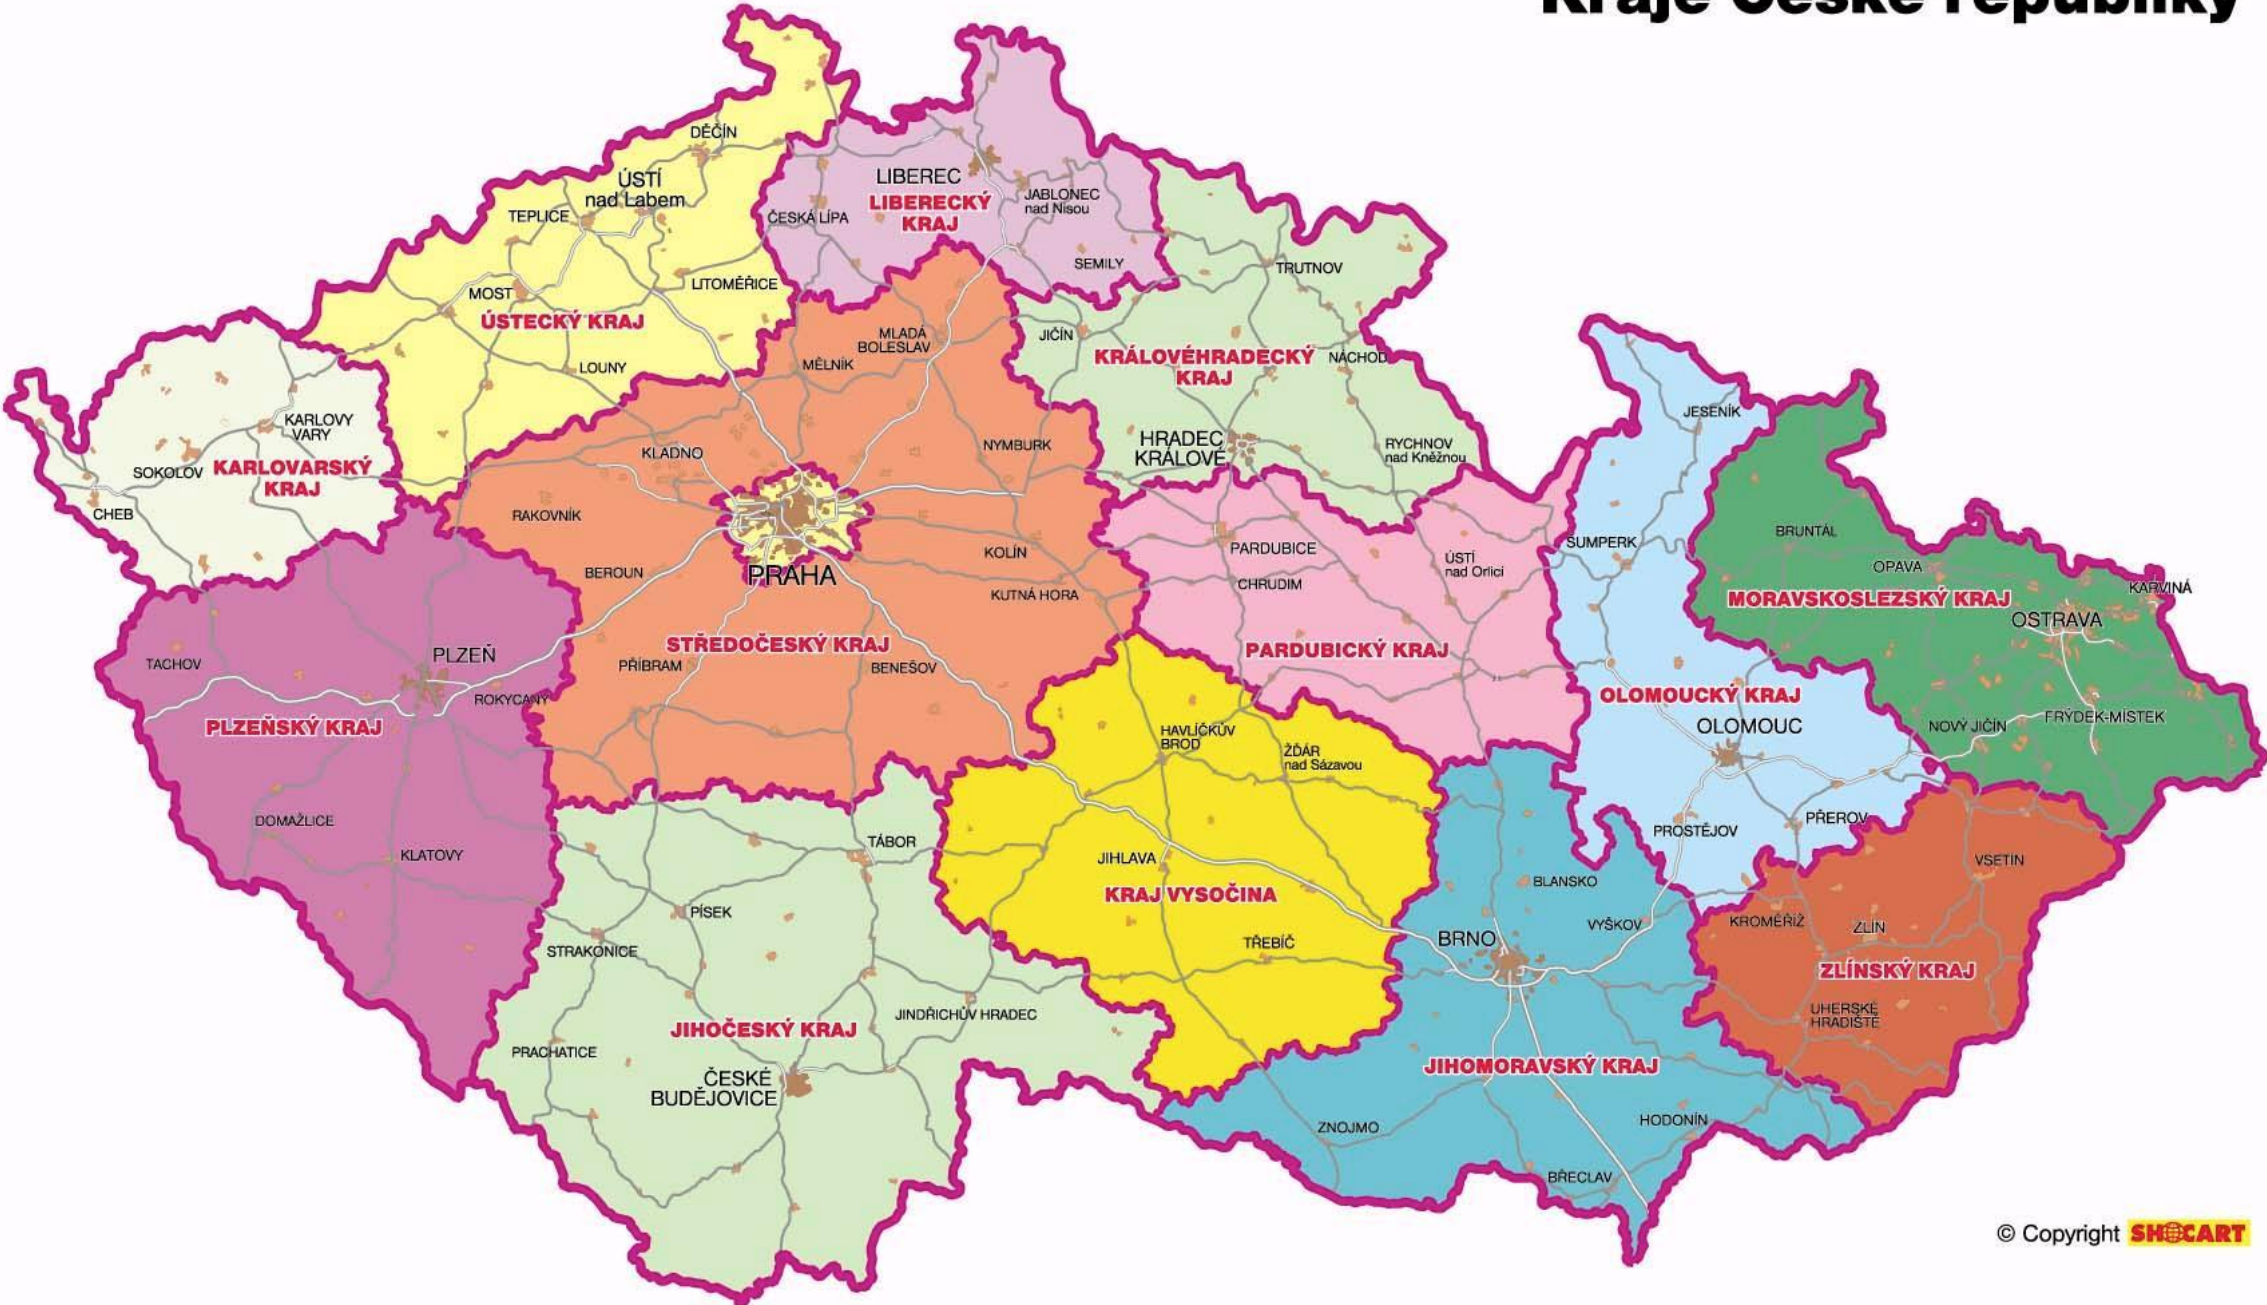 Kraje České republiky
DĚČÍN
ÚSTÍ
nad Labem
TEPLICE
LITOMĚŘICE
MOST
ÚSTECKÝ KRAJ
LOUNY
LIBEREC
LIBERECKÝ
KRAJ
JABLONEC
nad Nisou
ČESKÁ LÍPA
SEMILY
TRUTNOV
JIČÍN
KRÁLOVÉHRADECKÝ
KRAJ
NÁCHOD
HRADEC
KRÁLOVÉ
RYCHNOV
nad Kněžnou
KARLOVY
VARY
SOKOLOV
KARLOVARSKÝ
KRAJ
CHEB
MLADÁ
BOLESLAV
MĚLNÍK
KLADNO
NYMBURK
RAKOVNÍK
PRAHA
KOLÍN
BEROUN
KUTNÁ HORA
STŘEDOČESKÝ KRAJ
PŘÍBRAM
BENEŠOV
PLZEŇ
TACHOV
ROKYCANY
PLZEŇSKÝ KRAJ
DOMAŽLICE
KLATOVY
PARDUBICE
CHRUDIM
ÚSTÍ
nad Orlicí
PARDUBICKÝ KRAJ
JESENÍK
SUMPERK
OLOMOUCKÝ KRAJ
OLOMOUC
PROSTĚJOV
PŘEROV
BRUNTÁL
OPAVA
KARVINÁ
MORAVSKOSLEZSKÝ KRAJ
OSTRAVA
NOVÝ JIČÍN
FRÝDEK-MÍSTEK
HAVLÍČKŮV
BROD
ŽĎÁR
nad Sázavou
JIHLAVA
KRAJ VYSOČINA
TŘEBÍČ
TÁBOR
PÍSEK
STRAKONICE
JINDŘICHŮV HRADEC
JIHOČESKÝ KRAJ
PRACHATICE
ČESKÉ
BUDĚJOVICE
BLANSKO
VYŠKOV
BRNO
JIHOMORAVSKÝ KRAJ
ZNOJMO
HODONÍN
BŘECLAV
VSETÍN
KROMĚŘÍŽ
ZLÍN
ZLÍNSKÝ KRAJ
UHERSKÉ
HRADIŠTĚ
© Copyright SHOCART